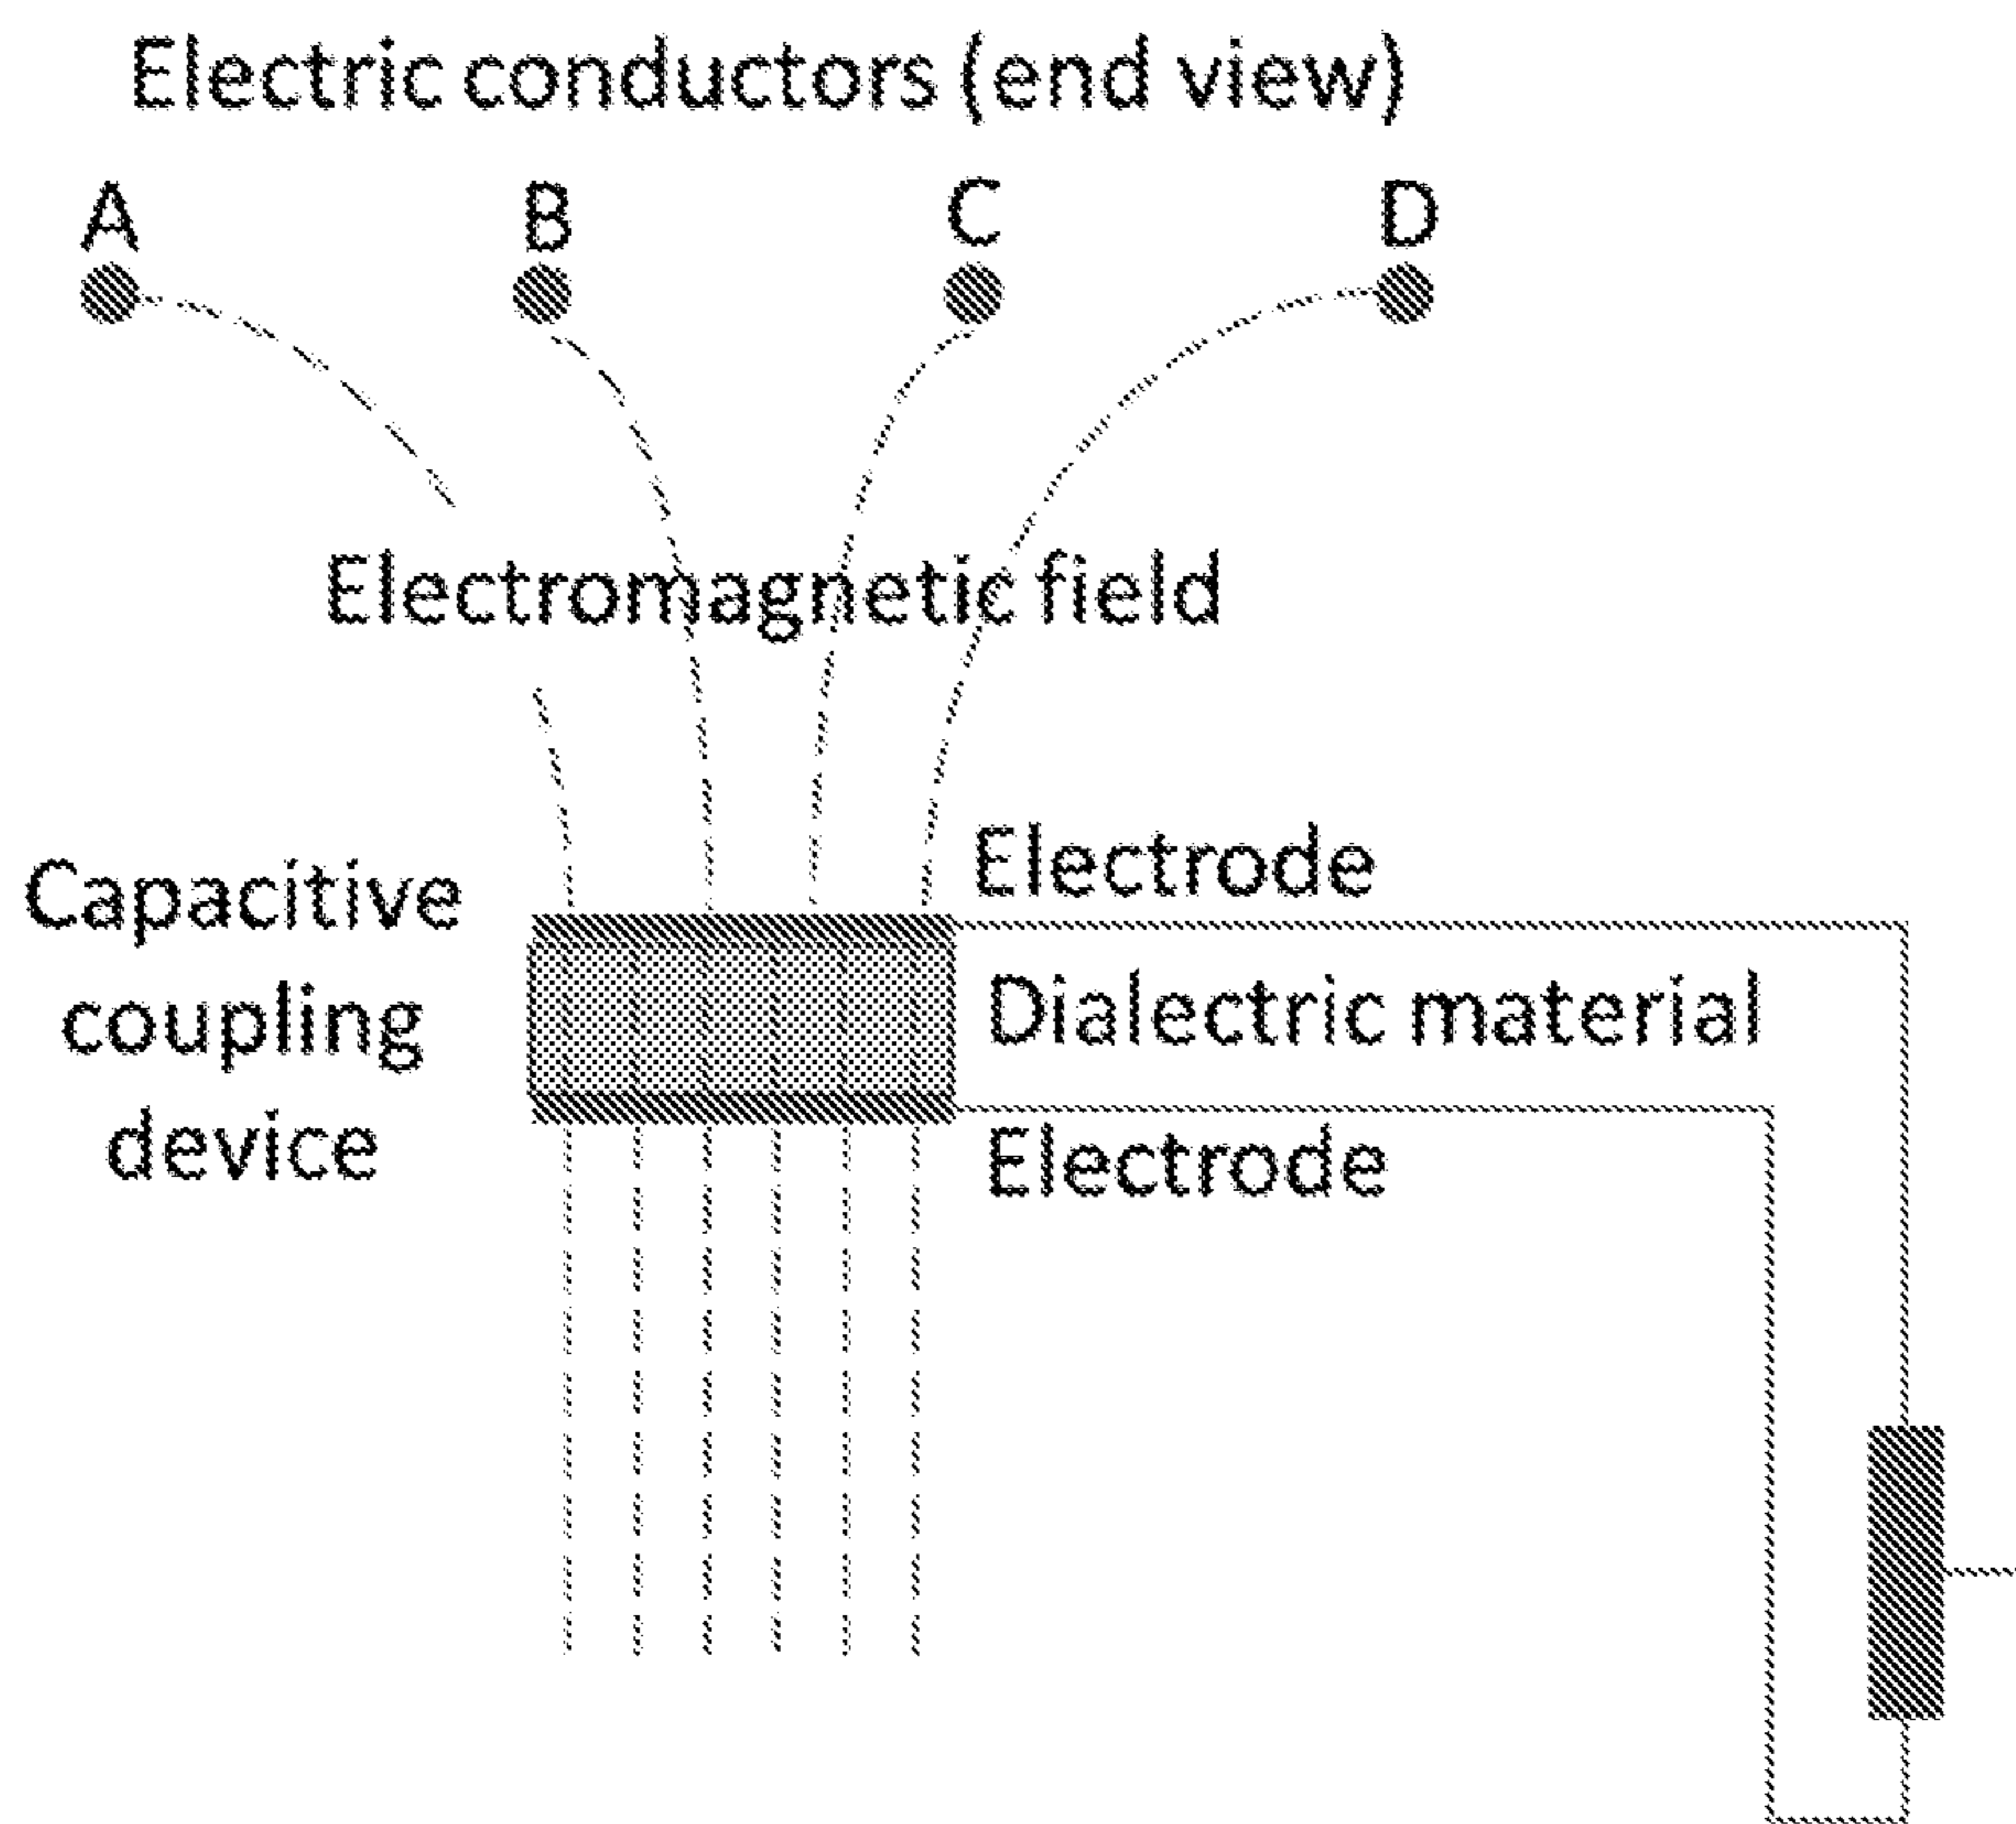 Electric conductors (end view)
A B C D
Electromagnetic field
Capacitive
coupling
device
Electrode
Dialectric material
Electrode